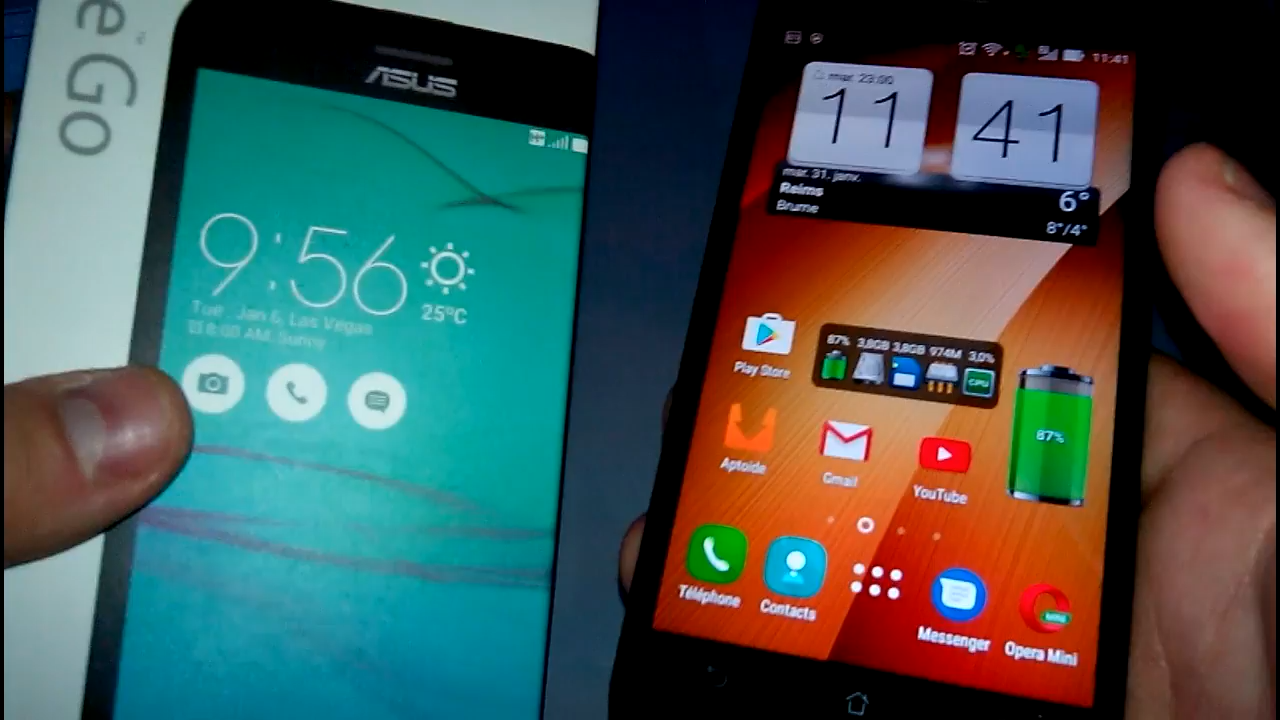 eGo
ASUS
9:56
25°C
Tue, Jan 6, Las Vegas
8:00 AM, Sunny
11:41
mar. 23:00
11 41
mar. 31. janv.
Reims
Brume
6°
8°/4°
Play Store
87% 3,8GB 3,8GB 974M 3,0%
CPU
87%
Aptoide
Gmail
YouTube
Téléphone
Contacts
Messenger
Opera Mini